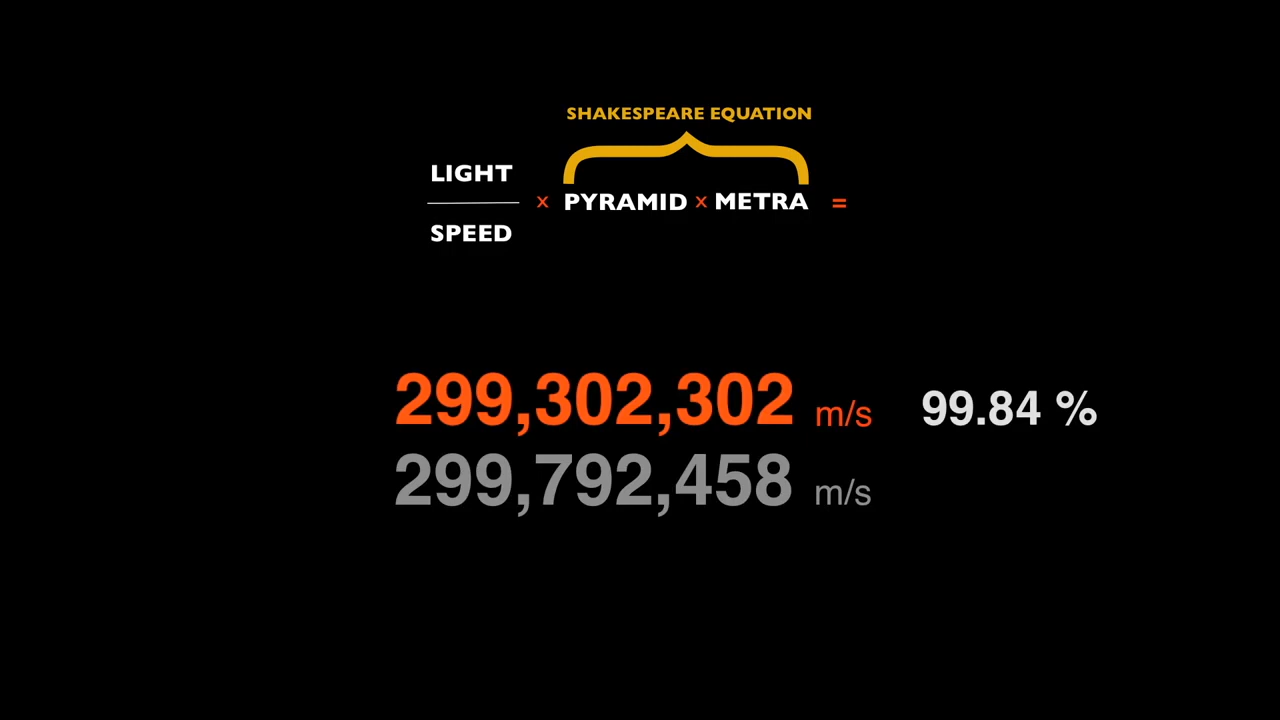 SHAKESPEARE EQUATION
LIGHT
x PYRAMID x METRA =
SPEED
299,302,302 m/s 99.84 %
299,792,458 m/s